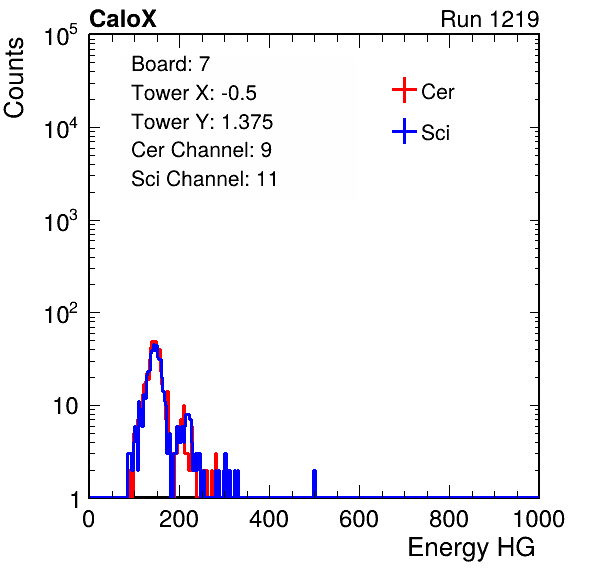 CaloX Run 1219
Counts
10^5
10^4
10^3
10^2
10
1
Board: 7
Tower X: -0.5
Tower Y: 1.375
Cer Channel: 9
Sci Channel: 11
Cer
Sci
0 200 400 600 800 1000
Energy HG